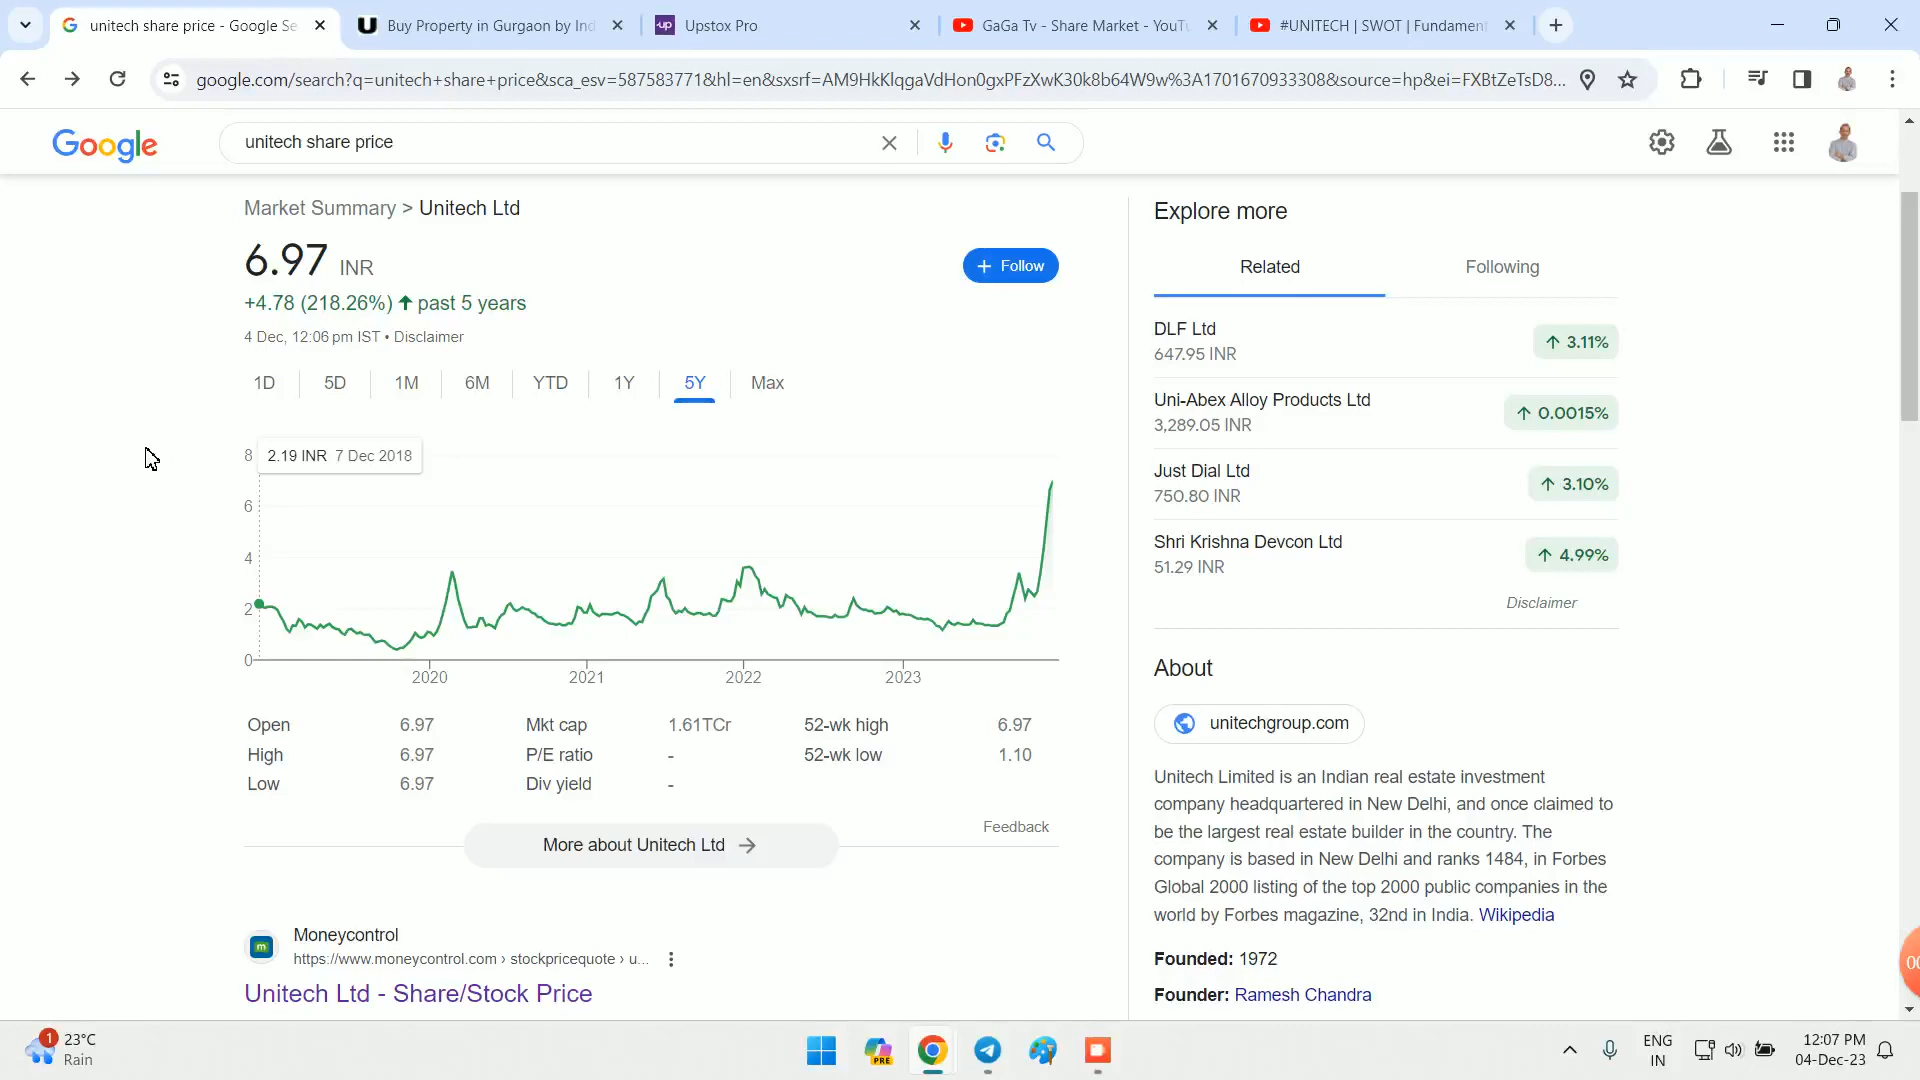 unitech share price - Google Se
Buy Property in Gurgaon by Ind
up
Upstox Pro
GaGa Tv - Share Market - YouTu
#UNITECH | SWOT | Fundament
google.com/search?q=unitech+share+price&sca_esv=587583771&hl=en&sxsrf=AM9HkKlqgaVdHon0gxPFzXwK30k8b64W9w%3A1701670933308&source=hp&ei=FXBtZeTsD8...
Google
unitech share price
Market Summary > Unitech Ltd
6.97 INR
Follow
+4.78 (218.26%) ↑ past 5 years
4 Dec, 12:06 pm IST • Disclaimer
1D 5D 1M 6M YTD 1Y 5Y Max
8
2.19 INR 7 Dec 2018
6
4
2
0
2020 2021 2022 2023
Open 6.97 Mkt cap 1.61TCr 52-wk high 6.97
High 6.97 P/E ratio - 52-wk low 1.10
Low 6.97 Div yield -
Feedback
More about Unitech Ltd →
Moneycontrol
https://www.moneycontrol.com › stockpricequote › u...
Unitech Ltd - Share/Stock Price
Explore more
Related Following
DLF Ltd
647.95 INR
↑ 3.11%
Uni-Abex Alloy Products Ltd
3,289.05 INR
↑ 0.0015%
Just Dial Ltd
750.80 INR
↑ 3.10%
Shri Krishna Devcon Ltd
51.29 INR
↑ 4.99%
Disclaimer
About
unitechgroup.com
Unitech Limited is an Indian real estate investment
company headquartered in New Delhi, and once claimed to
be the largest real estate builder in the country. The
company is based in New Delhi and ranks 1484, in Forbes
Global 2000 listing of the top 2000 public companies in the
world by Forbes magazine, 32nd in India. Wikipedia
Founded: 1972
Founder: Ramesh Chandra
00
1
23°C
Rain
PRE
ENG
IN
12:07 PM
04-Dec-23